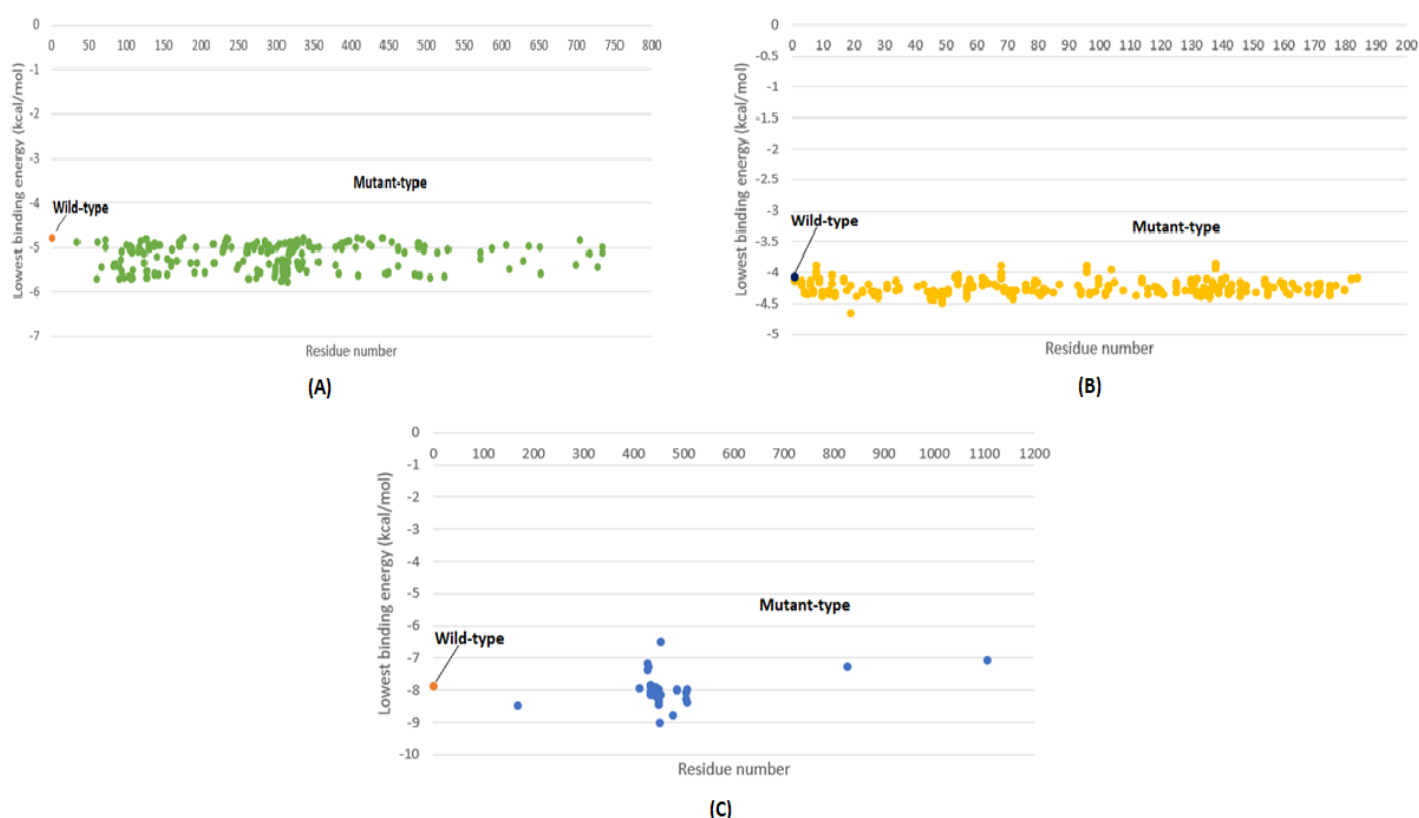 0
0 50 100 150 200 250 300 350 400 450 500 550 600 650 700 750 800
-1
-2
-3
-4
-5
-6
-7
Lowest binding energy (kcal/mol)
Mutant-type
Wild-type
Residue number
(A)
0
0 10 20 30 40 50 60 70 80 90 100 110 120 130 140 150 160 170 180 190 200
-0.5
-1
-1.5
-2
-2.5
-3
-3.5
-4
-4.5
-5
Lowest binding energy (kcal/mol)
Wild-type
Mutant-type
Residue number
(B)
0
0 100 200 300 400 500 600 700 800 900 1000 1100 1200
-1
-2
-3
-4
-5
-6
-7
-8
-9
-10
Lowest binding energy (kcal/mol)
Mutant-type
Wild-type
Residue number
(C)